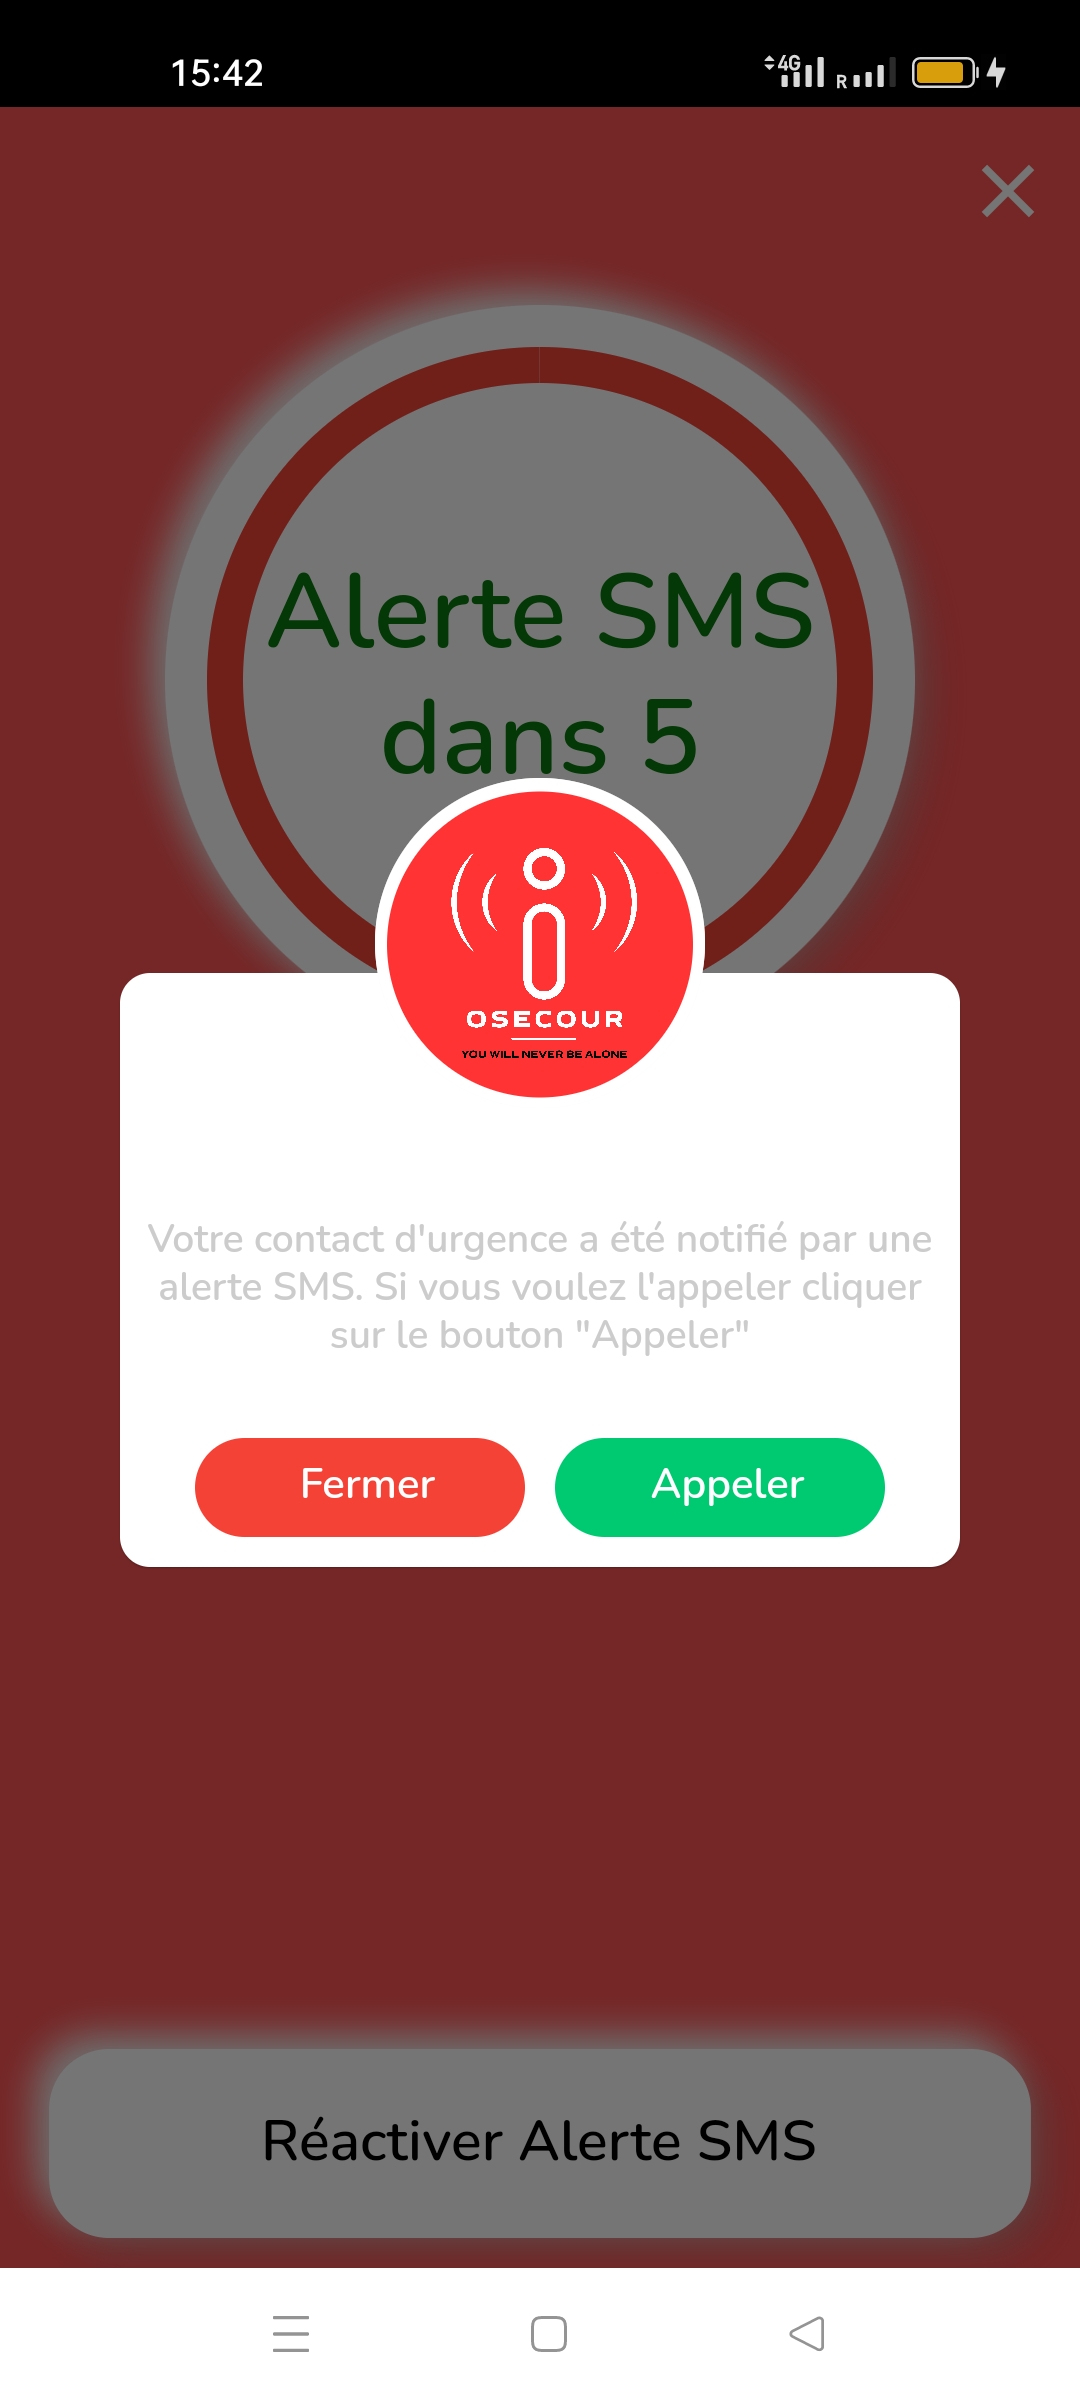 15:42
4G
R
Alerte SMS
dans 5
OSECOUR
YOU WILL NEVER BE ALONE
Votre contact d'urgence a été notifié par une
alerte SMS. Si vous voulez l'appeler cliquer
sur le bouton "Appeler"
Fermer
Appeler
Réactiver Alerte SMS